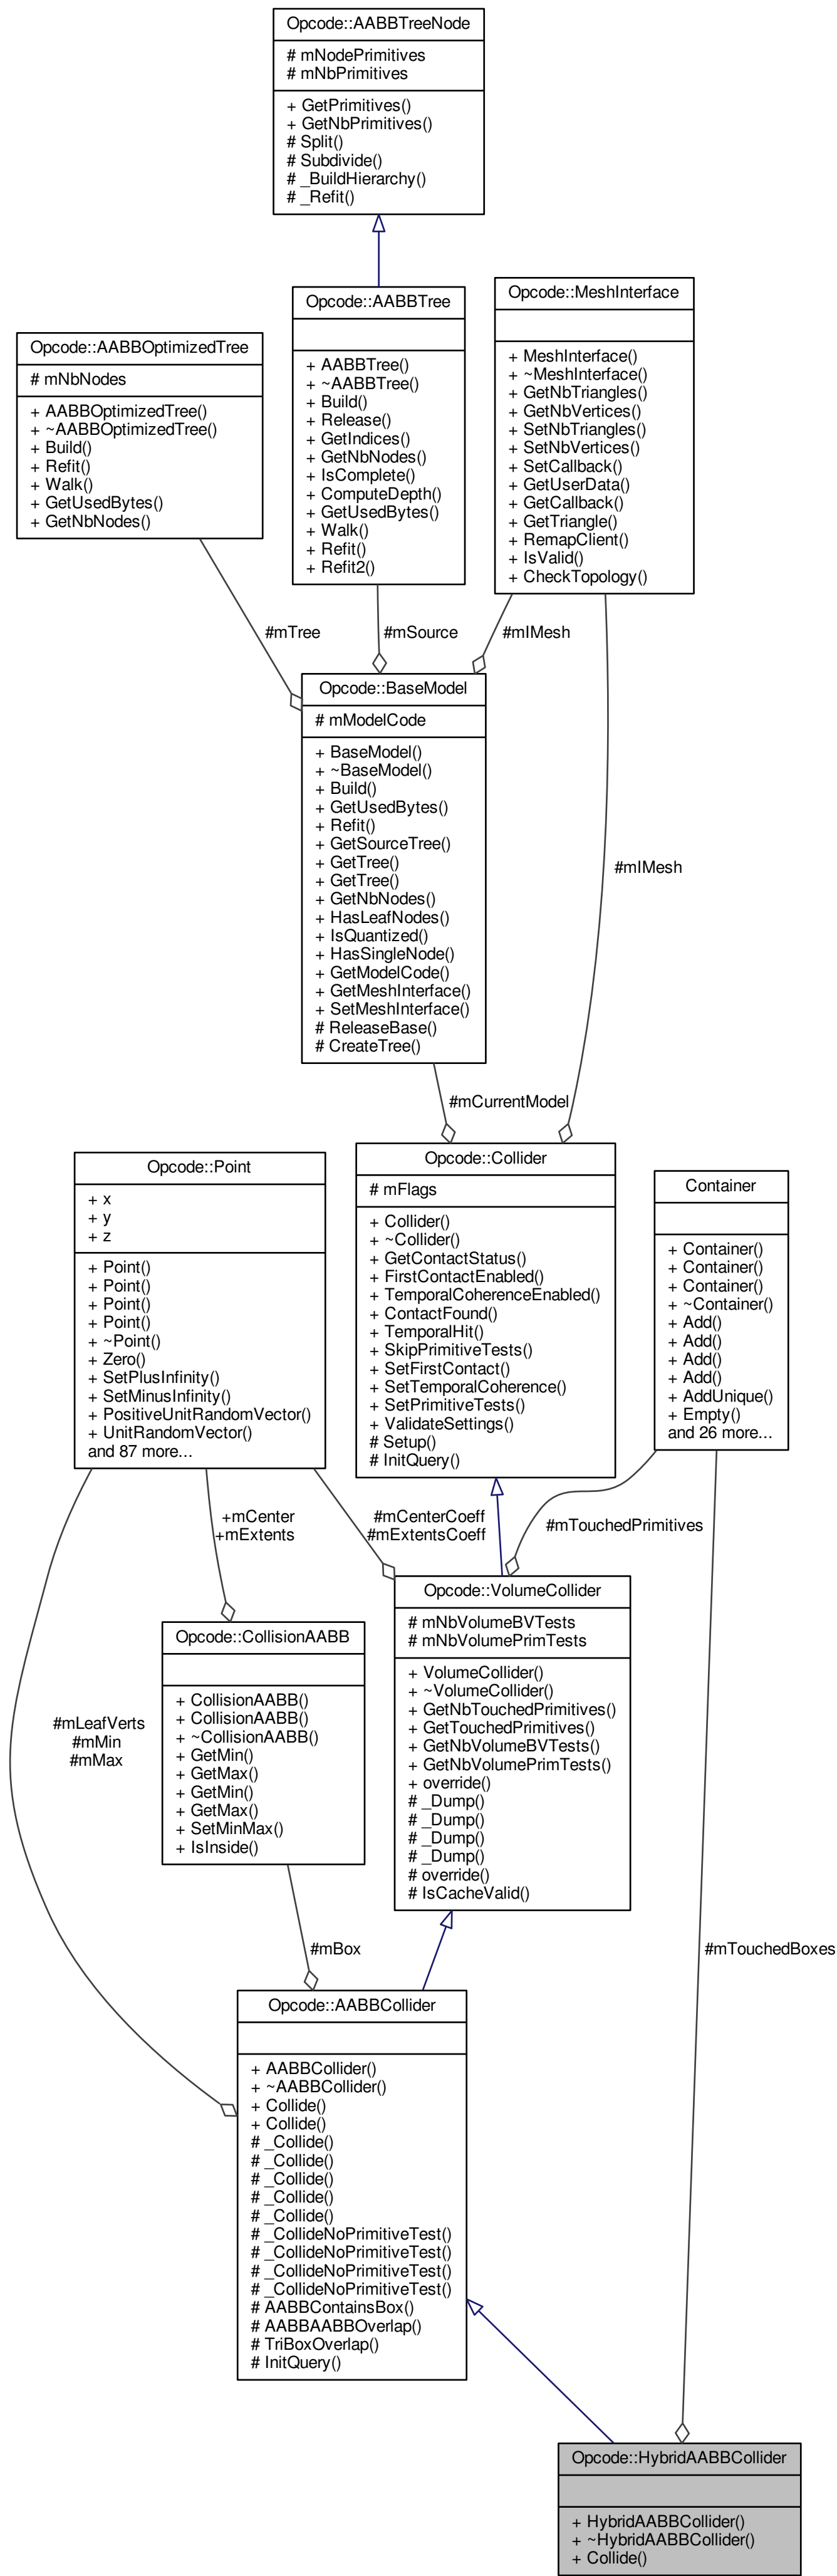 Opcode::AABBTreeNode
# mNodePrimitives
# mNbPrimitives
+ GetPrimitives()
+ GetNbPrimitives()
# Split()
# Subdivide()
# _BuildHierarchy()
# _Refit()
Opcode::AABBOptimizedTree
# mNbNodes
+ AABBOptimizedTree()
+ ~AABBOptimizedTree()
+ Build()
+ Refit()
+ Walk()
+ GetUsedBytes()
+ GetNbNodes()
Opcode::AABBTree
+ AABBTree()
+ ~AABBTree()
+ Build()
+ Release()
+ GetIndices()
+ GetNbNodes()
+ IsComplete()
+ ComputeDepth()
+ GetUsedBytes()
+ Walk()
+ Refit()
+ Refit2()
Opcode::MeshInterface
+ MeshInterface()
+ ~MeshInterface()
+ GetNbTriangles()
+ GetNbVertices()
+ SetNbTriangles()
+ SetNbVertices()
+ SetCallback()
+ GetUserData()
+ GetCallback()
+ GetTriangle()
+ RemapClient()
+ IsValid()
+ CheckTopology()
#mTree
#mSource
#mIMesh
Opcode::BaseModel
# mModelCode
+ BaseModel()
+ ~BaseModel()
+ Build()
+ GetUsedBytes()
+ Refit()
+ GetSourceTree()
+ GetTree()
+ GetTree()
+ GetNbNodes()
+ HasLeafNodes()
+ IsQuantized()
+ HasSingleNode()
+ GetModelCode()
+ GetMeshInterface()
+ SetMeshInterface()
# ReleaseBase()
# CreateTree()
#mIMesh
#mCurrentModel
Opcode::Point
+ x
+ y
+ z
+ Point()
+ Point()
+ Point()
+ Point()
+ ~Point()
+ Zero()
+ SetPlusInfinity()
+ SetMinusInfinity()
+ PositiveUnitRandomVector()
+ UnitRandomVector()
and 87 more...
Opcode::Collider
# mFlags
+ Collider()
+ ~Collider()
+ GetContactStatus()
+ FirstContactEnabled()
+ TemporalCoherenceEnabled()
+ ContactFound()
+ TemporalHit()
+ SkipPrimitiveTests()
+ SetFirstContact()
+ SetTemporalCoherence()
+ SetPrimitiveTests()
+ ValidateSettings()
# Setup()
# InitQuery()
Container
+ Container()
+ Container()
+ Container()
+ ~Container()
+ Add()
+ Add()
+ Add()
+ Add()
+ AddUnique()
+ Empty()
and 26 more...
+mCenter
+mExtents
#mCenterCoeff
#mExtentsCoeff
#mTouchedPrimitives
Opcode::CollisionAABB
+ CollisionAABB()
+ CollisionAABB()
+ ~CollisionAABB()
+ GetMin()
+ GetMax()
+ GetMin()
+ GetMax()
+ SetMinMax()
+ IsInside()
Opcode::VolumeCollider
# mNbVolumeBVTests
# mNbVolumePrimTests
+ VolumeCollider()
+ ~VolumeCollider()
+ GetNbTouchedPrimitives()
+ GetTouchedPrimitives()
+ GetNbVolumeBVTests()
+ GetNbVolumePrimTests()
+ override()
# _Dump()
# _Dump()
# _Dump()
# _Dump()
# override()
# IsCacheValid()
#mLeafVerts
#mMin
#mMax
#mBox
#mTouchedBoxes
Opcode::AABBCollider
+ AABBCollider()
+ ~AABBCollider()
+ Collide()
+ Collide()
# _Collide()
# _Collide()
# _Collide()
# _Collide()
# _Collide()
# _CollideNoPrimitiveTest()
# _CollideNoPrimitiveTest()
# _CollideNoPrimitiveTest()
# _CollideNoPrimitiveTest()
# AABBContainsBox()
# AABBAABBOverlap()
# TriBoxOverlap()
# InitQuery()
Opcode::HybridAABBCollider
+ HybridAABBCollider()
+ ~HybridAABBCollider()
+ Collide()